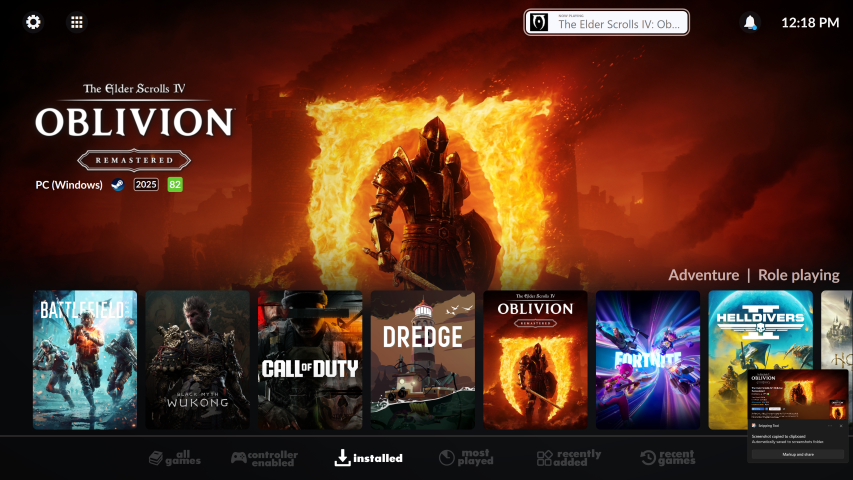 NOW PLAYING
The Elder Scrolls IV: Ob...
12:18 PM
The Elder Scrolls IV
OBLIVION
REMASTERED
PC (Windows)
2025
82
Adventure | Role playing
BATTLEFIELD
BLACK MYTH
WUKONG
CALL OF DUTY
DREDGE
The Elder Scrolls IV
OBLIVION
REMASTERED
FORTNITE
HELLDIVERS
II
OBLIVION
Snipping Tool
Screenshot copied to clipboard
Automatically saved to screenshots folder.
Markup and share
all games
controller enabled
installed
most played
recently added
recent games